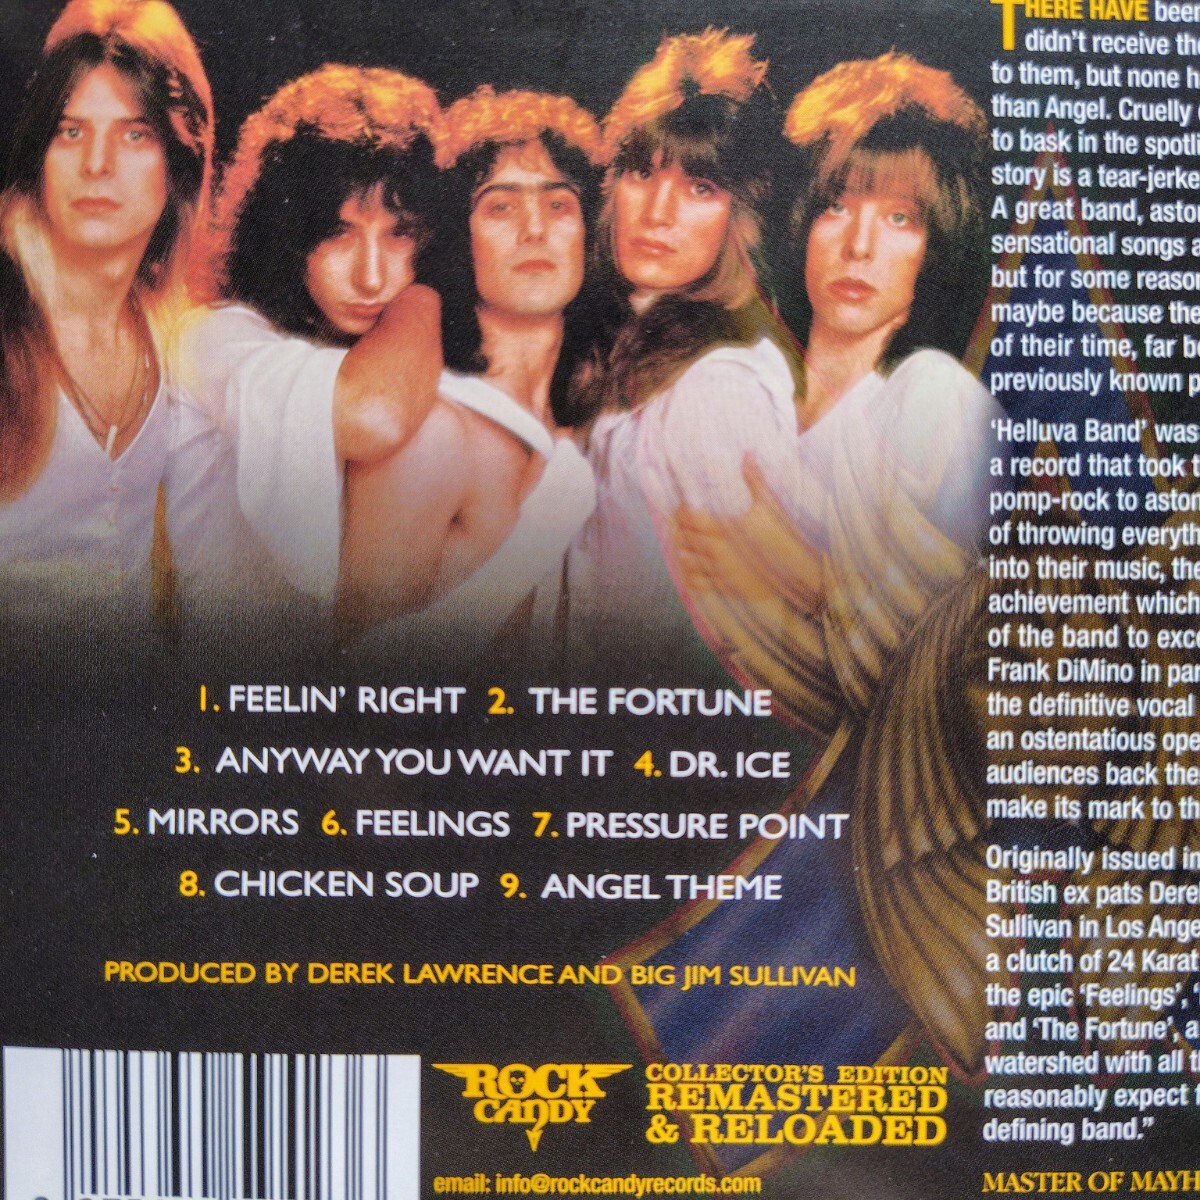 THERE HAVE been
didn't receive the
to them, but none h
than Angel. Cruelly
to bask in the spotli
story is a tear-jerke
A great band, asto
sensational songs a
but for some reaso
maybe because the
of their time, far be
previously known p
'Helluva Band' was
a record that took t
pomp-rock to aston
of throwing everyth
into their music, the
achievement which
of the band to exce
Frank DiMino in par
the definitive vocal
an ostentatious ope
audiences back the
make its mark to th
Originally issued in
British ex pats Dere
Sullivan in Los Ange
a clutch of 24 Karat
the epic 'Feelings', '
and 'The Fortune', a
watershed with all t
reasonably expect f
defining band."
MASTER OF MAYH
1. FEELIN' RIGHT 2. THE FORTUNE
3. ANYWAY YOU WANT IT 4. DR. ICE
5. MIRRORS 6. FEELINGS 7. PRESSURE POINT
8. CHICKEN SOUP 9. ANGEL THEME
PRODUCED BY DEREK LAWRENCE AND BIG JIM SULLIVAN
ROCK
CANDY
COLLECTOR'S EDITION
REMASTERED
& RELOADED
email: info@rockcandyrecords.com